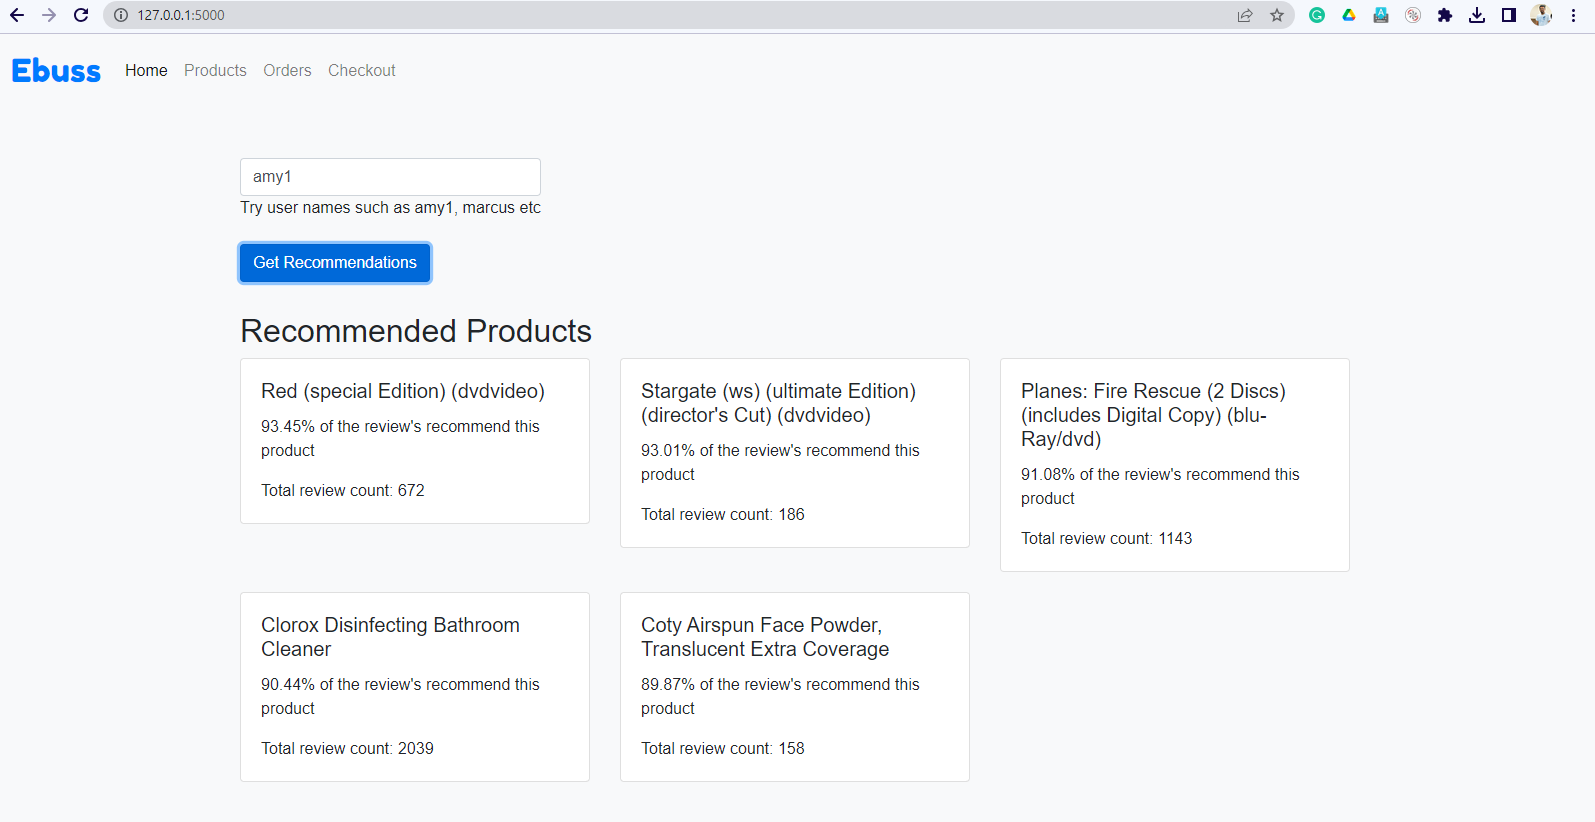 127.0.0.1:5000
Ebuss Home Products Orders Checkout
amy1
Try user names such as amy1, marcus etc
Get Recommendations
Recommended Products
Red (special Edition) (dvdvideo)
93.45% of the review's recommend this
product
Total review count: 672
Stargate (ws) (ultimate Edition)
(director's Cut) (dvdvideo)
93.01% of the review's recommend this
product
Total review count: 186
Planes: Fire Rescue (2 Discs)
(includes Digital Copy) (blu-
Ray/dvd)
91.08% of the review's recommend this
product
Total review count: 1143
Clorox Disinfecting Bathroom
Cleaner
90.44% of the review's recommend this
product
Total review count: 2039
Coty Airspun Face Powder,
Translucent Extra Coverage
89.87% of the review's recommend this
product
Total review count: 158